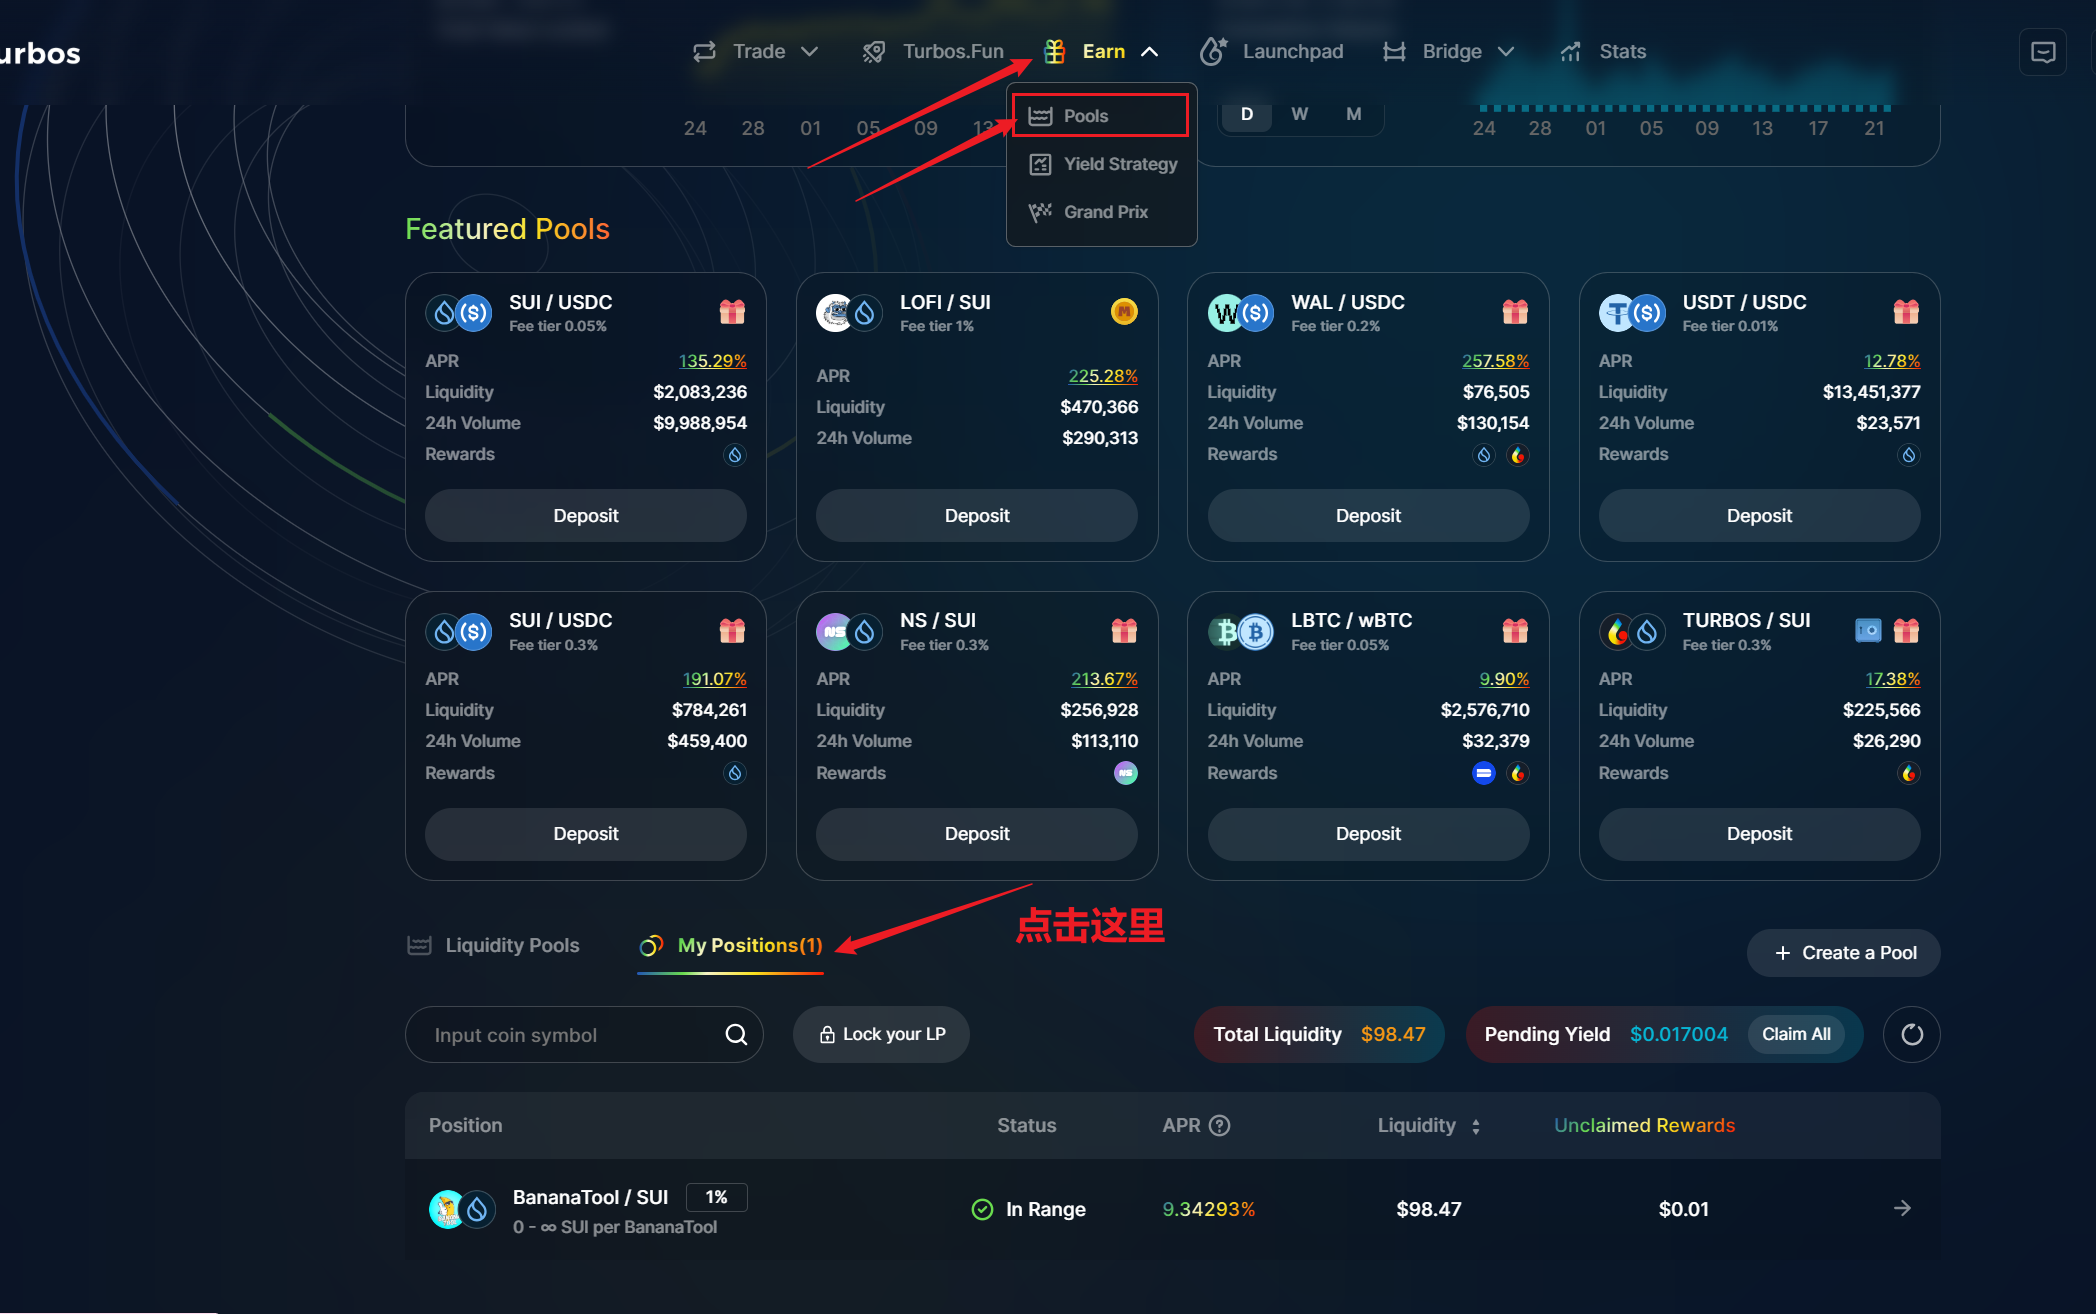 urbos
Trade
Turbos.Fun
Earn
Launchpad
Bridge
Stats
Pools
Yield Strategy
Grand Prix
24 28 01 05 09 13
D W M
24 28 01 05 09 13 17 21
Featured Pools
SUI / USDC
Fee tier 0.05%
APR 135.29%
Liquidity $2,083,236
24h Volume $9,988,954
Rewards
Deposit
LOFI / SUI
Fee tier 1%
APR 225.28%
Liquidity $470,366
24h Volume $290,313
Deposit
WAL / USDC
Fee tier 0.2%
APR 257.58%
Liquidity $76,505
24h Volume $130,154
Rewards
Deposit
USDT / USDC
Fee tier 0.01%
APR 12.78%
Liquidity $13,451,377
24h Volume $23,571
Rewards
Deposit
SUI / USDC
Fee tier 0.3%
APR 191.07%
Liquidity $784,261
24h Volume $459,400
Rewards
Deposit
NS / SUI
Fee tier 0.3%
APR 213.67%
Liquidity $256,928
24h Volume $113,110
Rewards
Deposit
LBTC / wBTC
Fee tier 0.05%
APR 9.90%
Liquidity $2,576,710
24h Volume $32,379
Rewards
Deposit
TURBOS / SUI
Fee tier 0.3%
APR 17.38%
Liquidity $225,566
24h Volume $26,290
Rewards
Deposit
点击这里
Liquidity Pools
My Positions(1)
+ Create a Pool
Input coin symbol
Lock your LP
Total Liquidity $98.47
Pending Yield $0.017004 Claim All
Position Status APR Liquidity Unclaimed Rewards
BananaTool / SUI 1%
0 - ∞ SUI per BananaTool
In Range
9.34293%
$98.47
$0.01